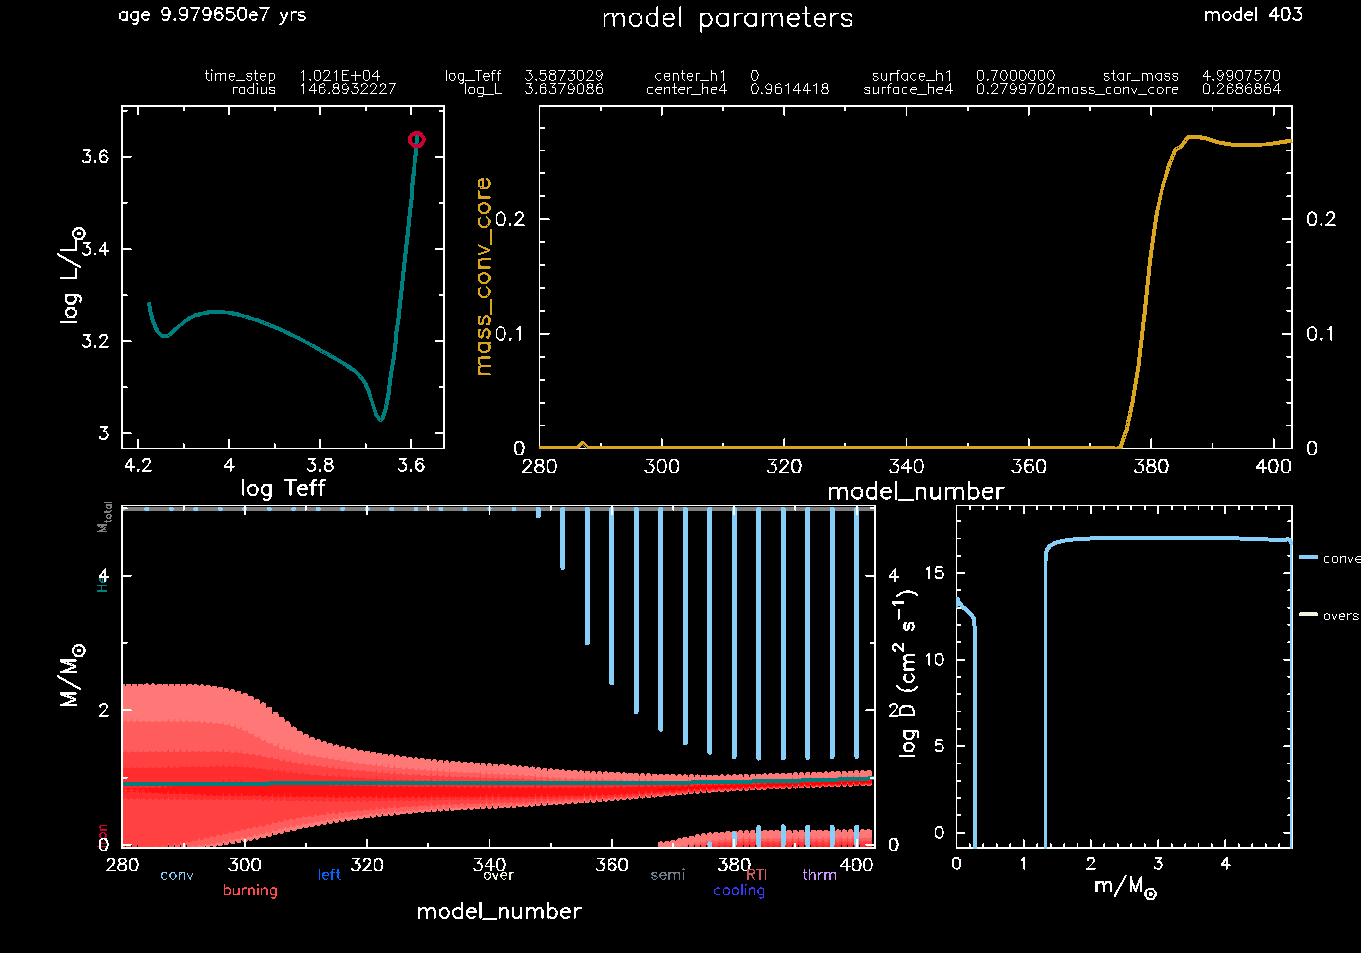 age 9.979650e7 yrs
model parameters
model 403
time_step 1.021E+04 log_Teff 3.5873029 center_h1 0 surface_h1 0.7000000 star_mass 4.9907570
radius 146.8932227 log_L 3.6379086 center_he4 0.9614418 surface_he4 0.2799702 mass_conv_core 0.2686864
log L/L⊙
3.6
3.4
3.2
3
4.2 4 3.8 3.6
log Teff
mass_conv_core
0.2 0.2
0.1 0.1
0 0
280 300 320 340 360 380 400
model_number
M/M⊙
Mtotal
He
4 4
2 2
0 0
280 300 320 340 360 380 400
conv left over semi RTI thrm
burning cooling
model_number
log D (cm² s⁻¹)
15
10
5
0
0 1 2 3 4
m/M⊙
conve
overs